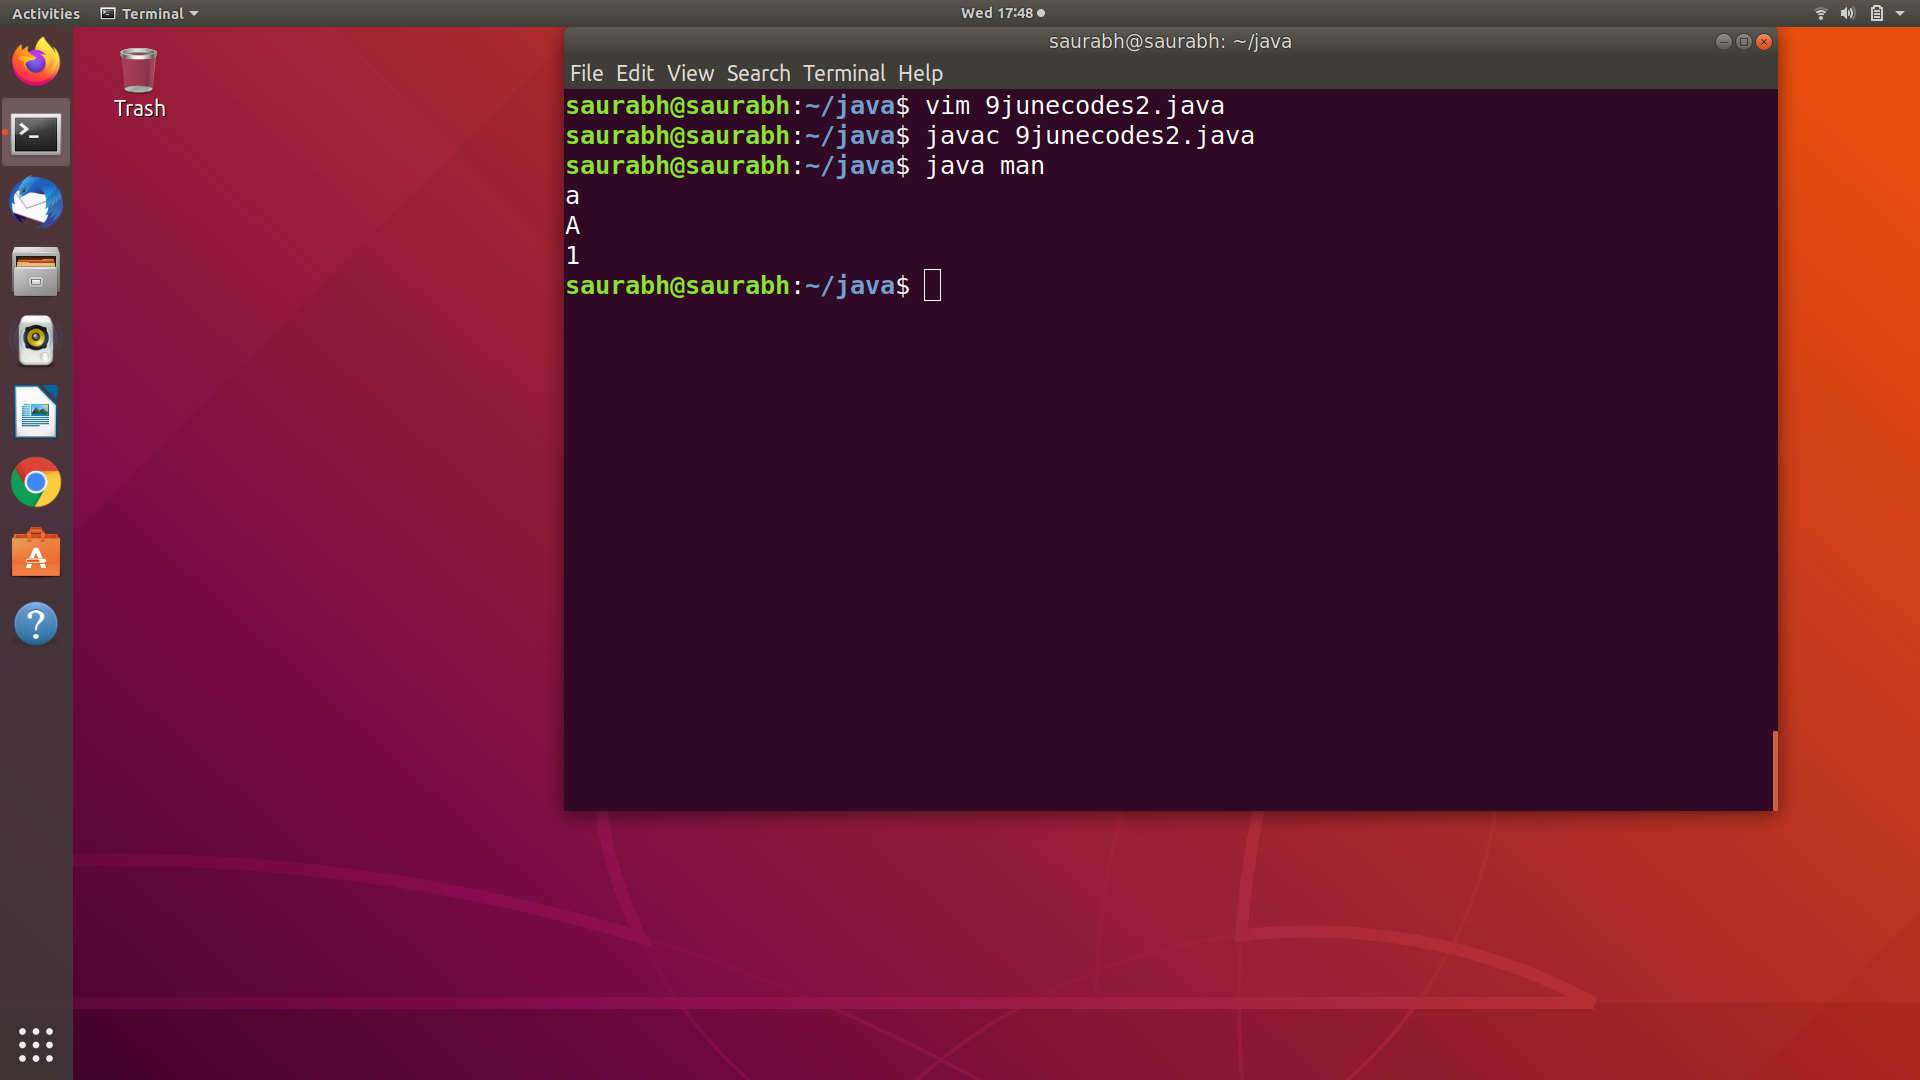 Activities Terminal Wed 17:48
Trash
saurabh@saurabh: ~/java
File Edit View Search Terminal Help
saurabh@saurabh:~/java$ vim 9junecodes2.java
saurabh@saurabh:~/java$ javac 9junecodes2.java
saurabh@saurabh:~/java$ java man
a
A
1
saurabh@saurabh:~/java$